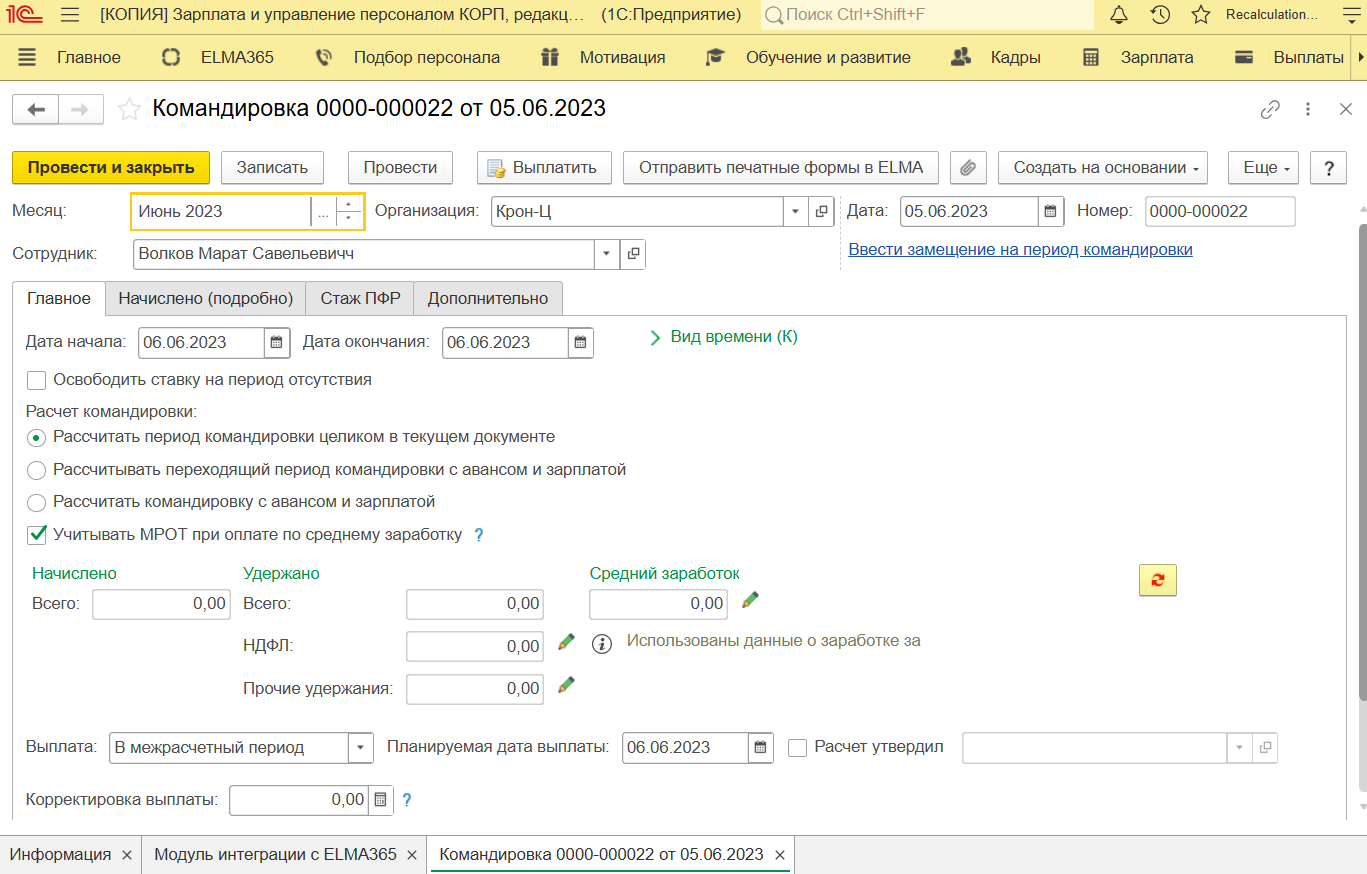 1С [КОПИЯ] Зарплата и управление персоналом КОРП, редакц... (1С:Предприятие) Поиск Ctrl+Shift+F Recalculation...
Главное ELMA365 Подбор персонала Мотивация Обучение и развитие Кадры Зарплата Выплаты
Командировка 0000-000022 от 05.06.2023
Провести и закрыть Записать Провести Выплатить Отправить печатные формы в ELMA Создать на основании Еще ?
Месяц: Июнь 2023 ... Организация: Крон-Ц Дата: 05.06.2023 Номер: 0000-000022
Сотрудник: Волков Марат Савельевичч Ввести замещение на период командировки
Главное Начислено (подробно) Стаж ПФР Дополнительно
Дата начала: 06.06.2023 Дата окончания: 06.06.2023 Вид времени (К)
Освободить ставку на период отсутствия
Расчет командировки:
Рассчитать период командировки целиком в текущем документе
Рассчитывать переходящий период командировки с авансом и зарплатой
Рассчитать командировку с авансом и зарплатой
Учитывать МРОТ при оплате по среднему заработку ?
Начислено Удержано Средний заработок
Всего: 0,00 Всего: 0,00 0,00
НДФЛ: 0,00 i Использованы данные о заработке за
Прочие удержания: 0,00
Выплата: В межрасчетный период Планируемая дата выплаты: 06.06.2023 Расчет утвердил
Корректировка выплаты: 0,00 ?
Информация × Модуль интеграции с ELMA365 × Командировка 0000-000022 от 05.06.2023 ×